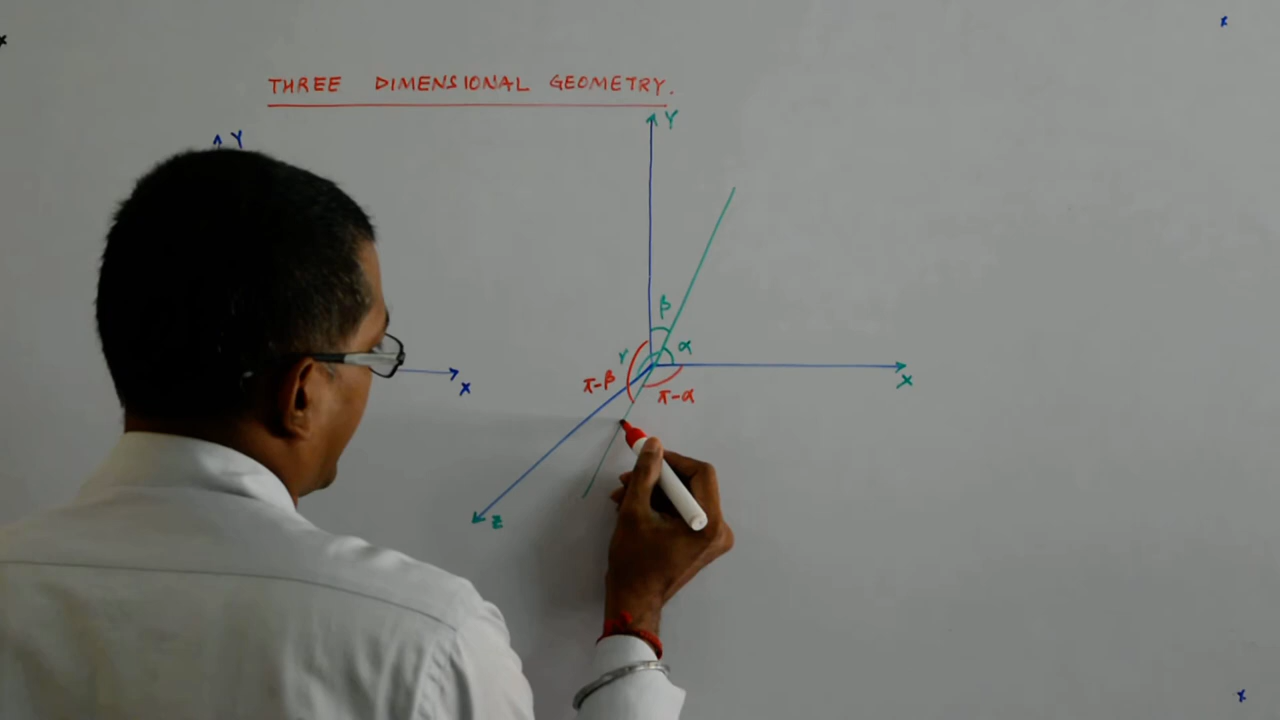 THREE DIMENSIONAL GEOMETRY.
Y
Y
β
α
γ
π-β
π-α
X
X
Z